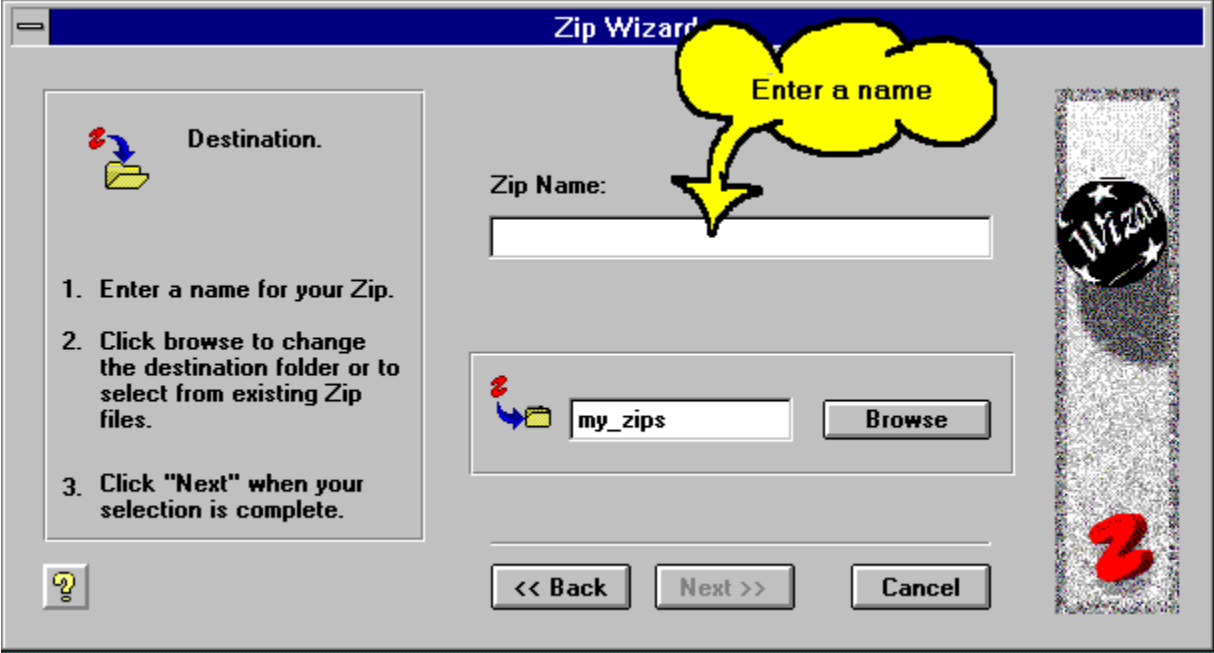 Zip Wizard
Enter a name
Destination.
1. Enter a name for your Zip.
2. Click browse to change
the destination folder or to
select from existing Zip
files.
3. Click "Next" when your
selection is complete.
Zip Name:
my_zips
Browse
<< Back
Next >>
Cancel
?
Z